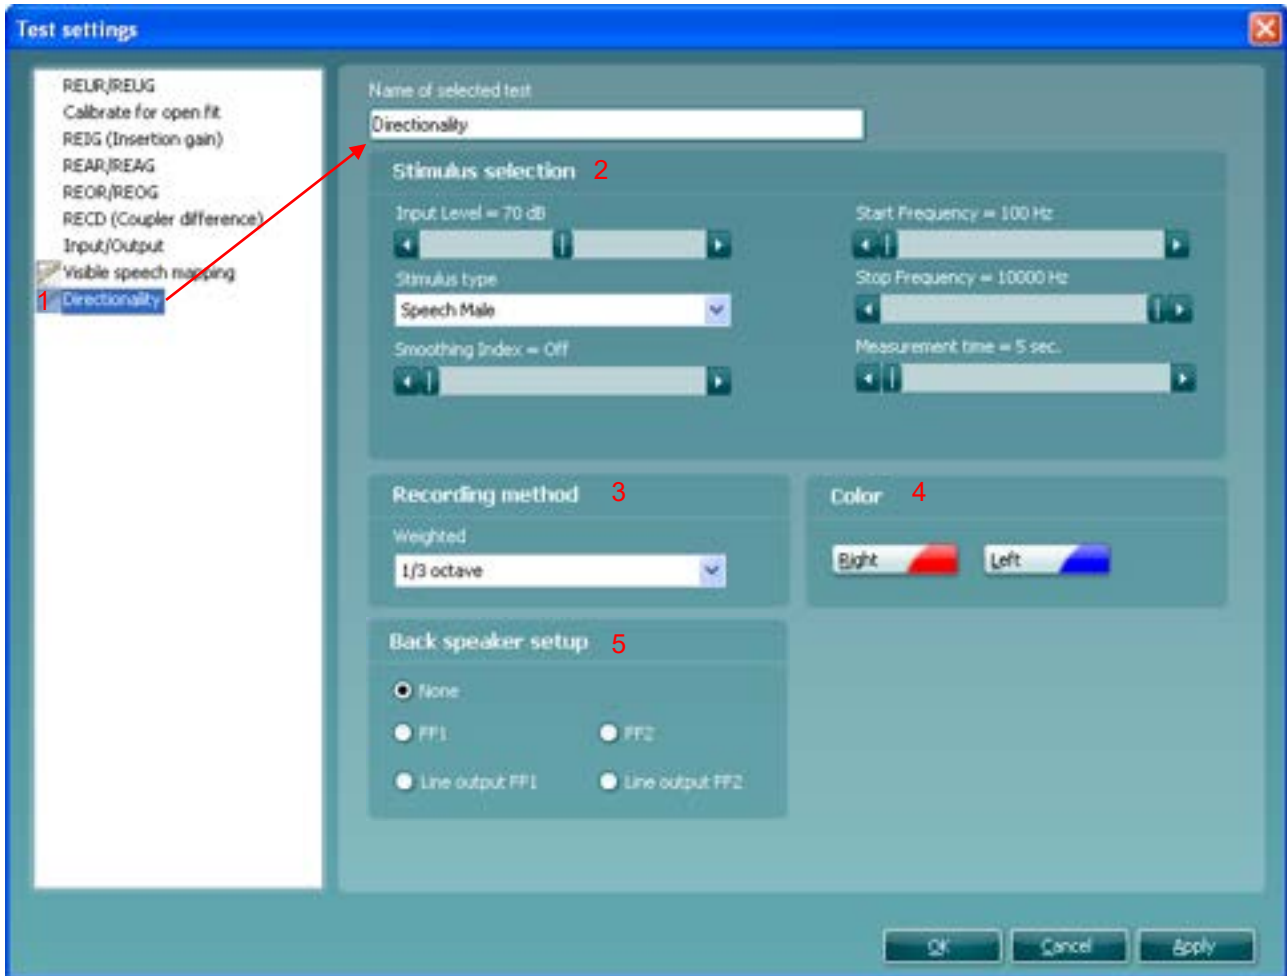 Test settings
REUR/REUG
Calibrate for open fit
REIG (Insertion gain)
REAR/REAG
REOR/REOG
RECD (Coupler difference)
Input/Output
Visible speech mapping
1 Directionality
Name of selected test
Directionality
Stimulus selection 2
Input Level = 70 dB
Start Frequency = 100 Hz
Stimulus type
Stop Frequency = 10000 Hz
Speech Male
Smoothing Index = Off
Measurement time = 5 sec.
Recording method 3
Color 4
Weighted
1/3 octave
Right
Left
Back speaker setup 5
None
FF1
FF2
Line output FF1
Line output FF2
OK
Cancel
Apply